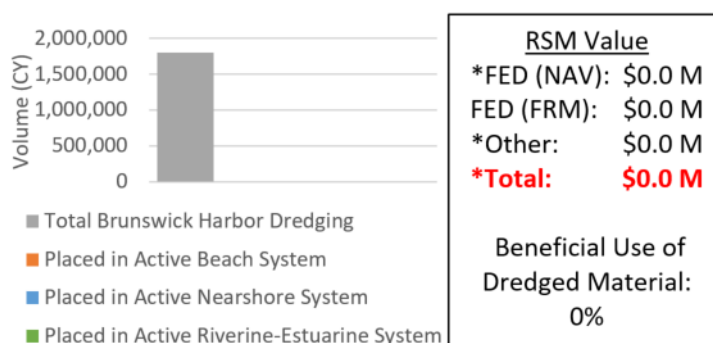 2,000,000
1,500,000
1,000,000
500,000
0
Volume (CY)
Total Brunswick Harbor Dredging
Placed in Active Beach System
Placed in Active Nearshore System
Placed in Active Riverine-Estuarine System
RSM Value
*FED (NAV): $0.0 M
FED (FRM): $0.0 M
*Other: $0.0 M
*Total: $0.0 M
Beneficial Use of
Dredged Material:
0%